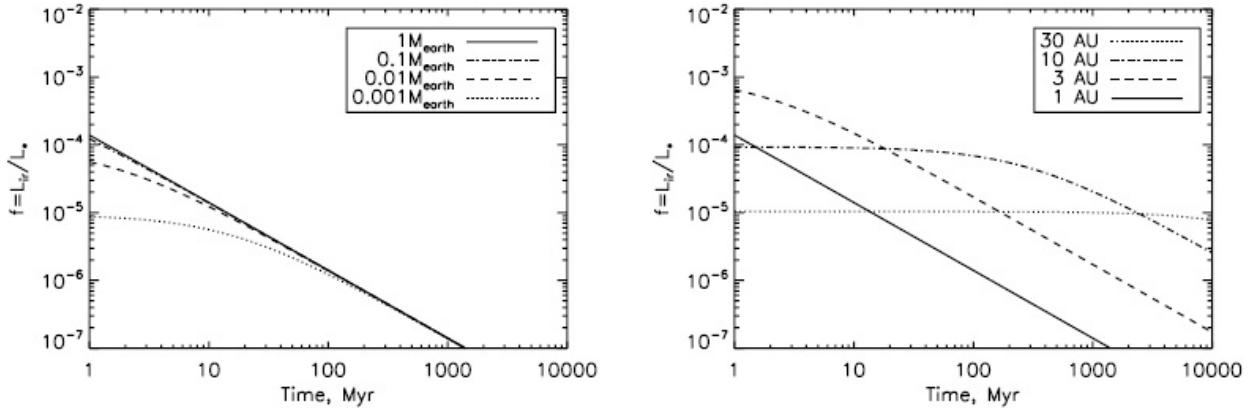 10⁻²
10⁻³
10⁻⁴
10⁻⁵
10⁻⁶
10⁻⁷
f=L_ir/L_*
1M_earth
0.1M_earth
0.01M_earth
0.001M_earth
1 10 100 1000 10000
Time, Myr
10⁻²
10⁻³
10⁻⁴
10⁻⁵
10⁻⁶
10⁻⁷
f=L_ir/L_*
30 AU
10 AU
3 AU
1 AU
1 10 100 1000 10000
Time, Myr